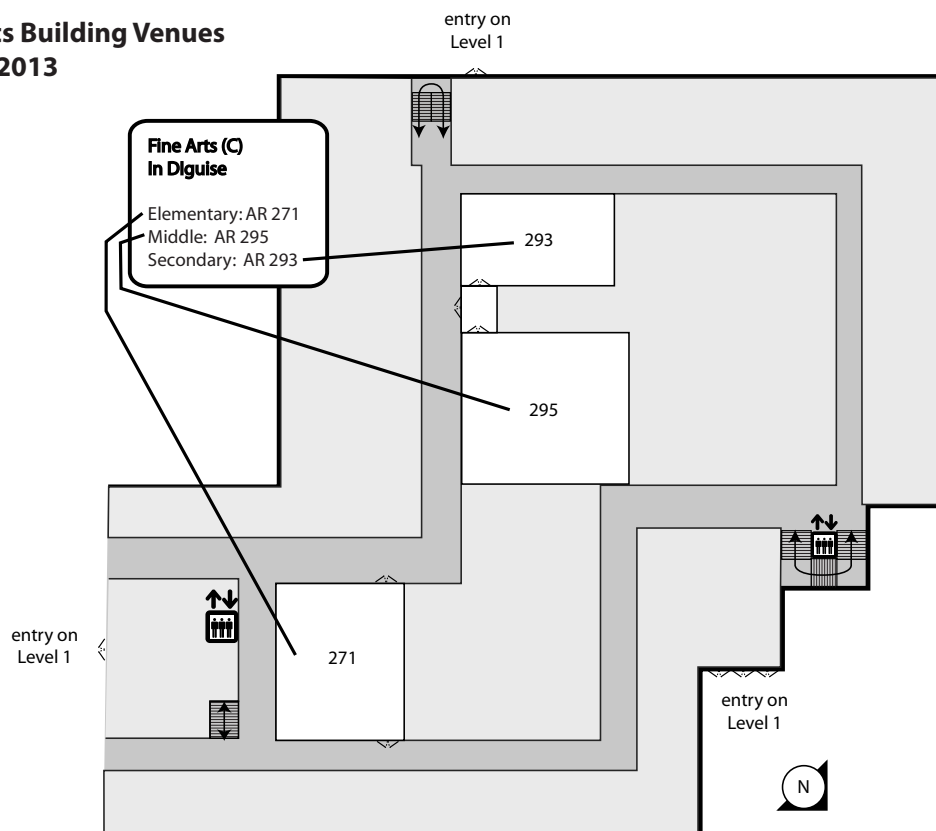 ts Building Venues
2013
entry on
Level 1
Fine Arts (C)
In Diguise
Elementary: AR 271
Middle: AR 295
Secondary: AR 293
293
295
271
entry on
Level 1
entry on
Level 1
N